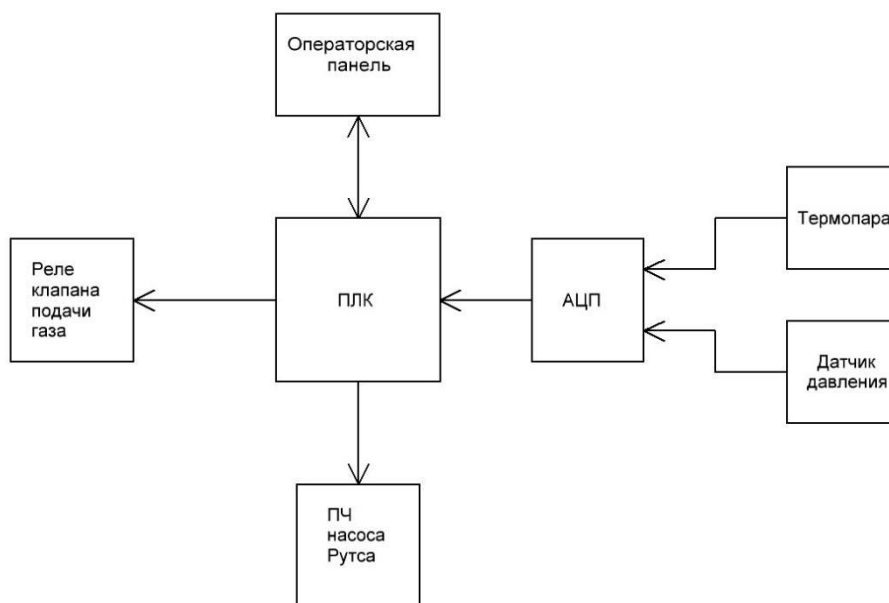 Операторская
панель
Термопара
Реле
клапана
подачи
газа
ПЛК
АЦП
Датчик
давления
ПЧ
насоса
Рутса